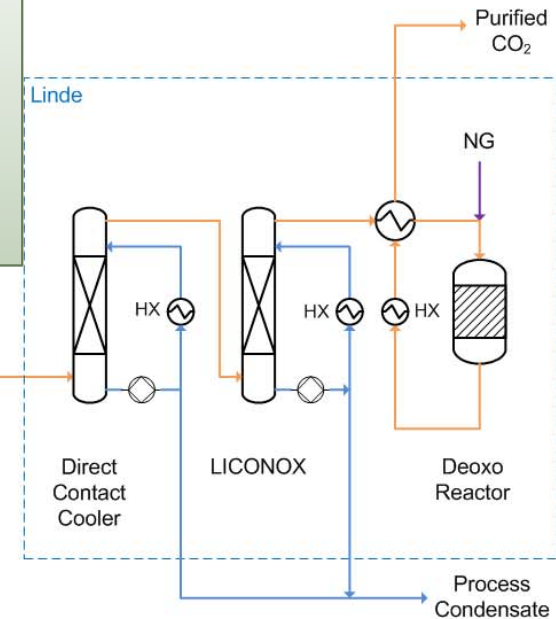 Purified
CO₂
Linde
NG
HX
HX
HX
Direct
Contact
Cooler
LICONOX
Deoxo
Reactor
Process
Condensate